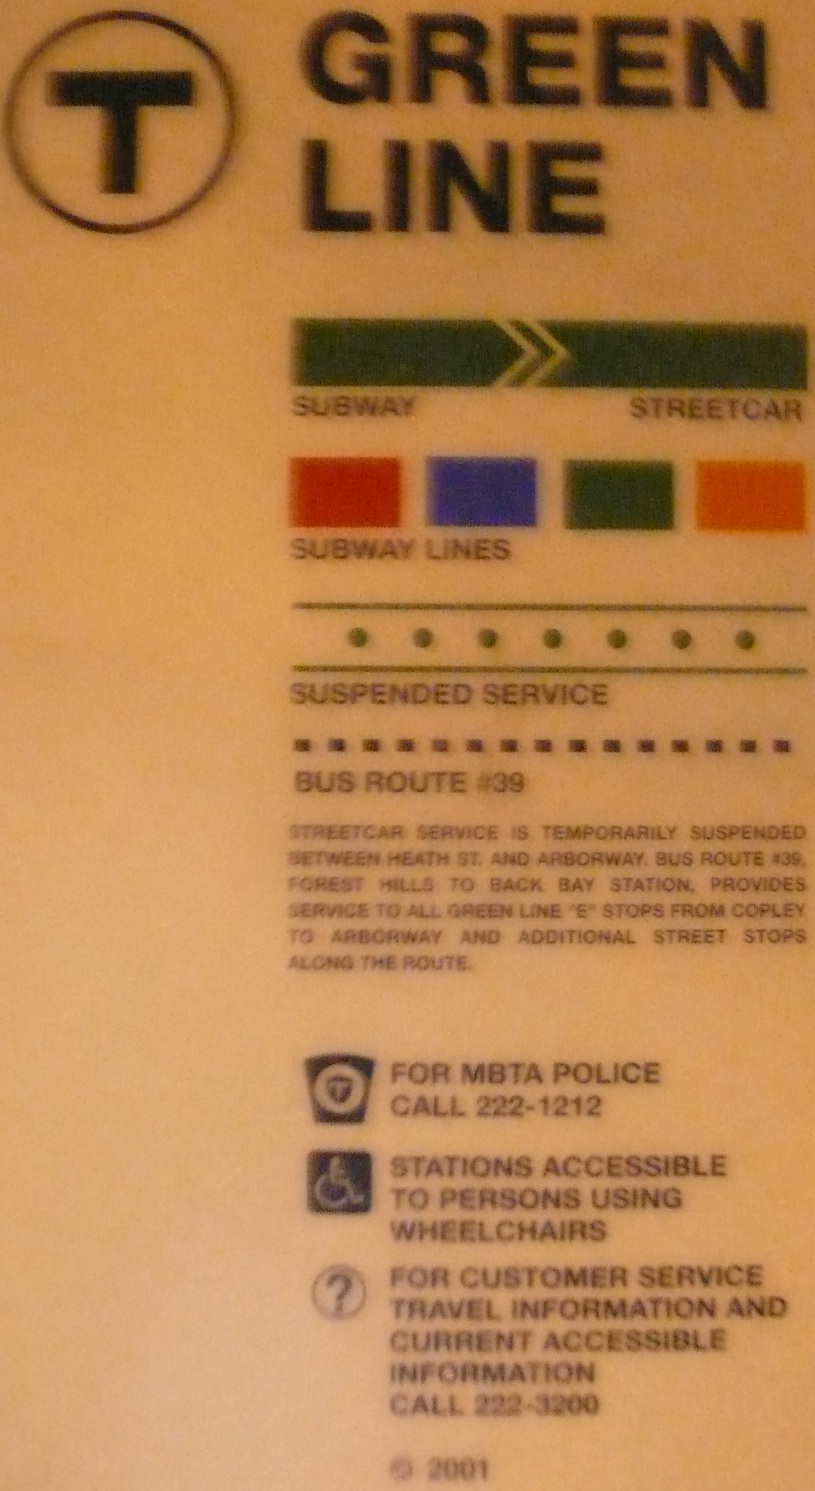 T
GREEN
LINE
SUBWAY STREETCAR
SUBWAY LINES
SUSPENDED SERVICE
BUS ROUTE #39
STREETCAR SERVICE IS TEMPORARILY SUSPENDED
BETWEEN HEATH ST. AND ARBORWAY. BUS ROUTE #39,
FOREST HILLS TO BACK BAY STATION, PROVIDES
SERVICE TO ALL GREEN LINE "E" STOPS FROM COPLEY
TO ARBORWAY AND ADDITIONAL STREET STOPS
ALONG THE ROUTE.
T
FOR MBTA POLICE
CALL 222-1212
STATIONS ACCESSIBLE
TO PERSONS USING
WHEELCHAIRS
?
FOR CUSTOMER SERVICE
TRAVEL INFORMATION AND
CURRENT ACCESSIBLE
INFORMATION
CALL 222-3200
© 2001